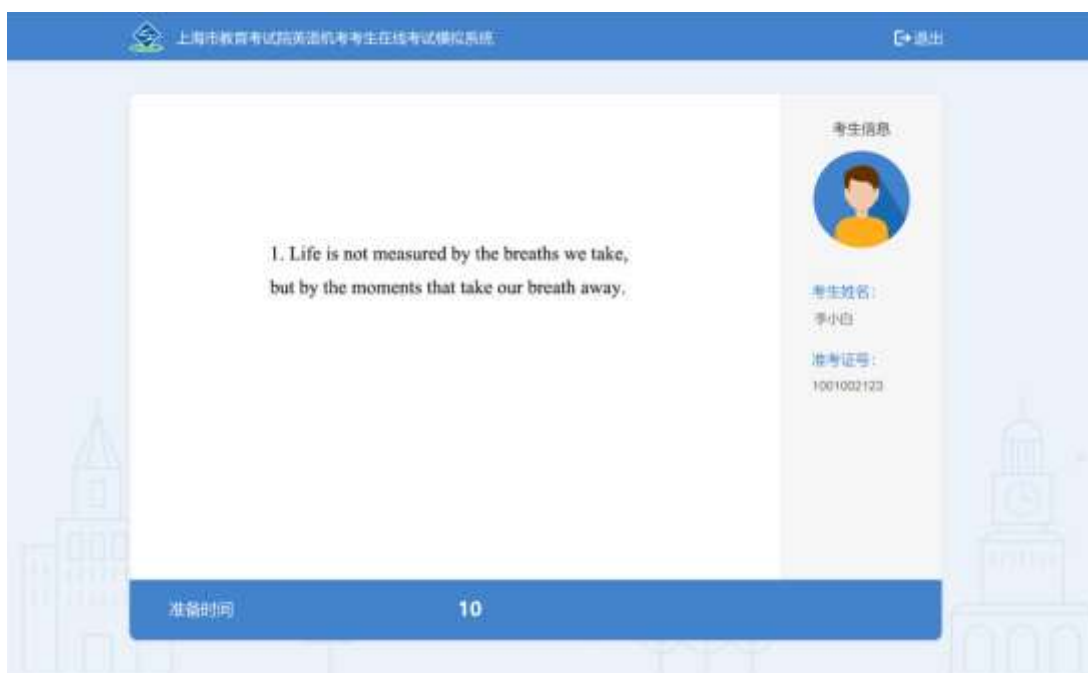 上海市教育考试院英语机考考生在线考试模拟系统
退出
考生信息
1. Life is not measured by the breaths we take,
but by the moments that take our breath away.
考生姓名:
李小白
准考证号:
1001002123
准备时间
10